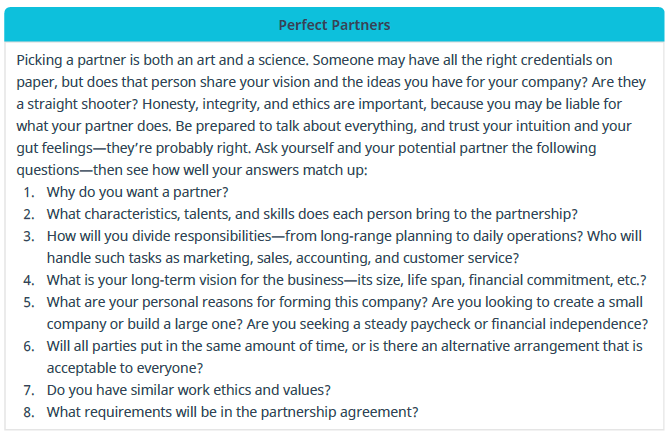 Perfect Partners
Picking a partner is both an art and a science. Someone may have all the right credentials on
paper, but does that person share your vision and the ideas you have for your company? Are they
a straight shooter? Honesty, integrity, and ethics are important, because you may be liable for
what your partner does. Be prepared to talk about everything, and trust your intuition and your
gut feelings—they’re probably right. Ask yourself and your potential partner the following
questions—then see how well your answers match up:
1. Why do you want a partner?
2. What characteristics, talents, and skills does each person bring to the partnership?
3. How will you divide responsibilities—from long-range planning to daily operations? Who will
handle such tasks as marketing, sales, accounting, and customer service?
4. What is your long-term vision for the business—its size, life span, financial commitment, etc.?
5. What are your personal reasons for forming this company? Are you looking to create a small
company or build a large one? Are you seeking a steady paycheck or financial independence?
6. Will all parties put in the same amount of time, or is there an alternative arrangement that is
acceptable to everyone?
7. Do you have similar work ethics and values?
8. What requirements will be in the partnership agreement?